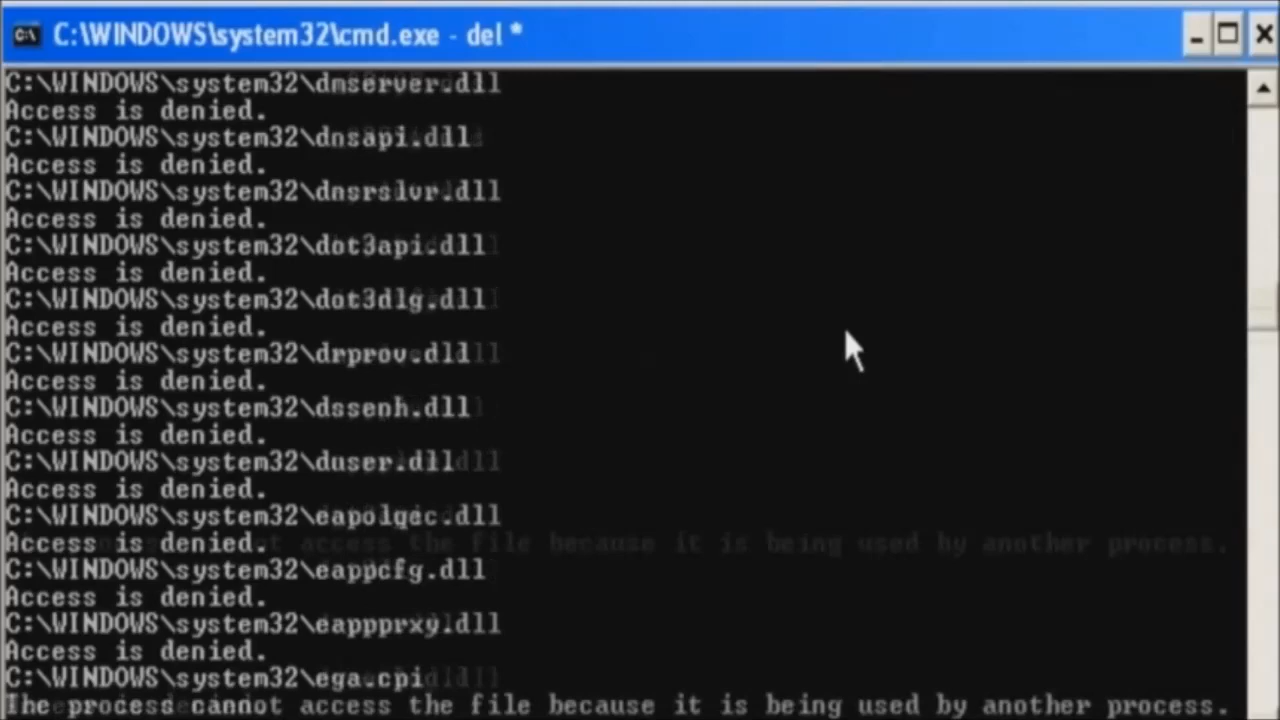 C:\WINDOWS\system32\cmd.exe - del *
C:\WINDOWS\system32\dmserver.dll
Access is denied.
C:\WINDOWS\system32\dnsapi.dll
Access is denied.
C:\WINDOWS\system32\dnsrslvr.dll
Access is denied.
C:\WINDOWS\system32\dot3api.dll
Access is denied.
C:\WINDOWS\system32\dot3dlg.dll
Access is denied.
C:\WINDOWS\system32\drprov.dll
Access is denied.
C:\WINDOWS\system32\dssenh.dll
Access is denied.
C:\WINDOWS\system32\duser.dll
Access is denied.
C:\WINDOWS\system32\eapolqec.dll
Access is denied.
C:\WINDOWS\system32\eappcfg.dll
Access is denied.
C:\WINDOWS\system32\eappprxy.dll
Access is denied.
C:\WINDOWS\system32\ega.cpi
The process cannot access the file because it is being used by another process.